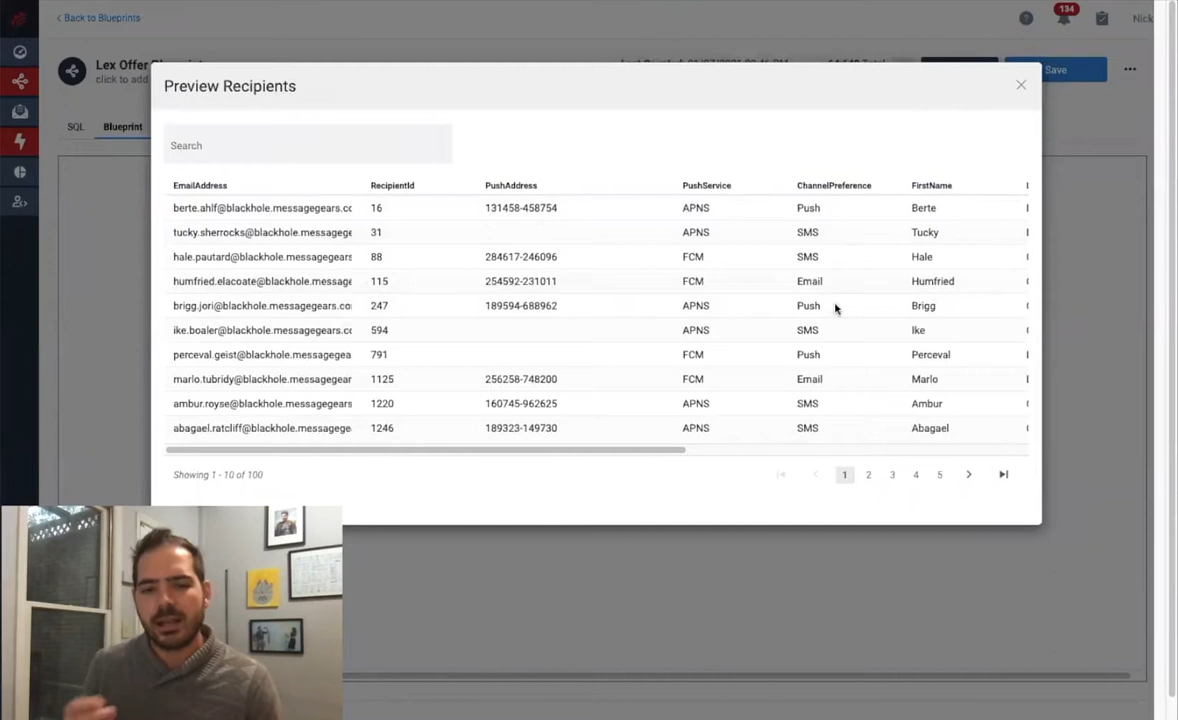 Back to Blueprints
134
Nick
Lex Offer
click to add
Save
SQL
Blueprint
Preview Recipients
Search
EmailAddress RecipientId PushAddress PushService ChannelPreference FirstName
berte.ahlf@blackhole.messagegears.cc 16 131458-458754 APNS Push Berte
tucky.sherrocks@blackhole.messagege 31 APNS SMS Tucky
hale.pautard@blackhole.messagegears 88 284617-246096 FCM SMS Hale
humfried.elacoate@blackhole.message 115 254592-231011 FCM Email Humfried
brigg.jori@blackhole.messagegears.co 247 189594-688962 APNS Push Brigg
ike.boaler@blackhole.messagegears.cc 594 APNS SMS Ike
perceval.geist@blackhole.messagegea 791 FCM Push Perceval
marlo.tubridy@blackhole.messagegear 1125 256258-748200 FCM Email Marlo
ambur.royse@blackhole.messagegears 1220 160745-962625 APNS SMS Ambur
abagael.ratcliff@blackhole.messagege 1246 189323-149730 APNS SMS Abagael
Showing 1 - 10 of 100
1 2 3 4 5